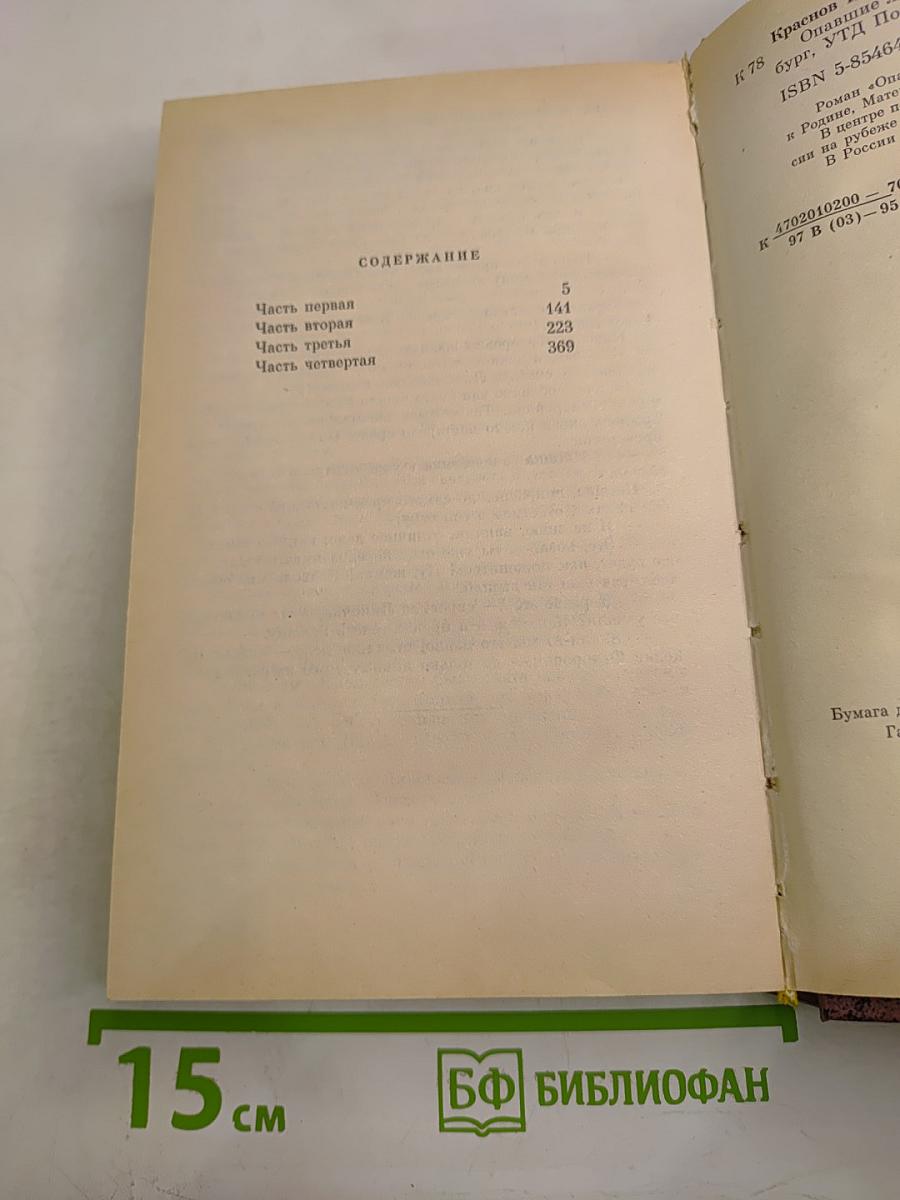 СОДЕРЖАНИЕ
Часть первая 5
Часть вторая 141
Часть третья 223
Часть четвертая 369
К 78
Краснов
Опавшие
бург, УТД По
ISBN 5-85464
Роман «Опа
к Родине, Мате
В центре п
сии на рубеже
В России
К 4702010200 — 70
97 В (03)—95
Бумага д
Га
15 см
БФ БИБЛИОФАН